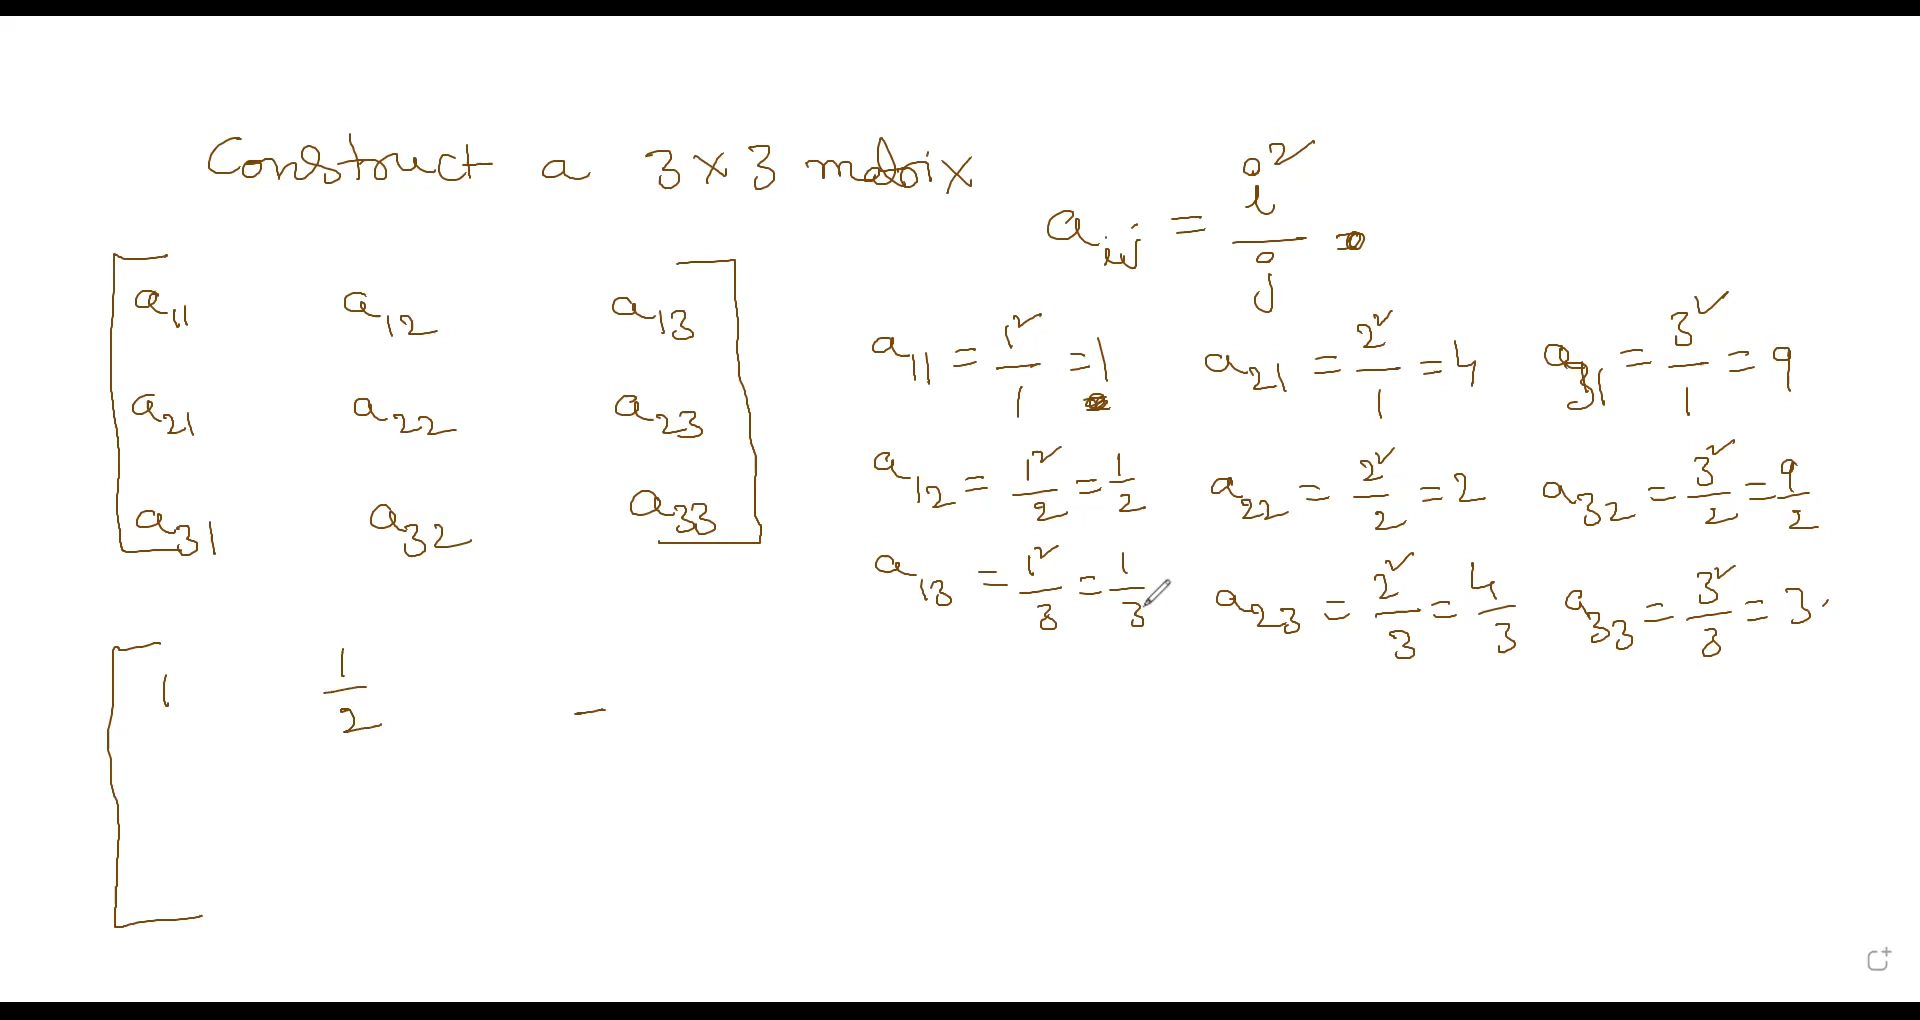 Construct a 3 × 3 matrix
a_ij = i²/j
a₁₁ a₁₂ a₁₃
a₂₁ a₂₂ a₂₃
a₃₁ a₃₂ a₃₃
a₁₁ = 1²/1 = 1 a₂₁ = 2²/1 = 4 a₃₁ = 3²/1 = 9
a₁₂ = 1²/2 = 1/2 a₂₂ = 2²/2 = 2 a₃₂ = 3²/2 = 9/2
a₁₃ = 1²/3 = 1/3 a₂₃ = 2²/3 = 4/3 a₃₃ = 3²/3 = 3.
1 1/2 –